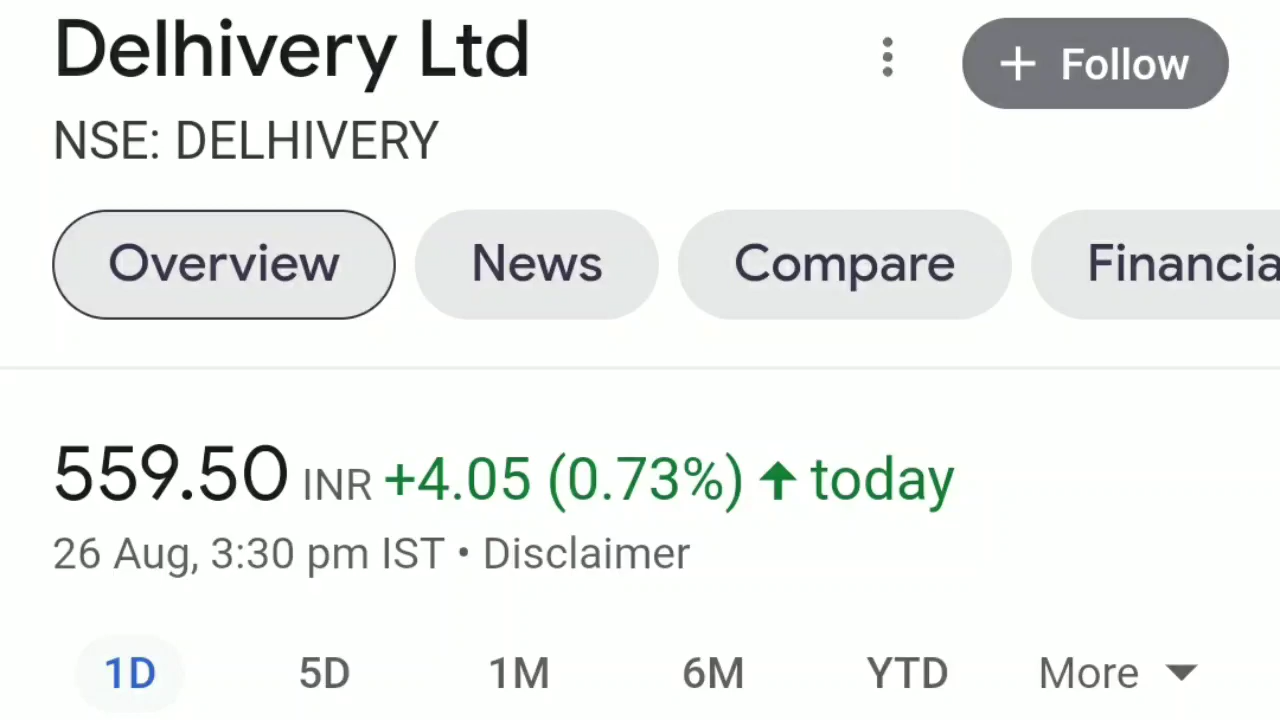 Delhivery Ltd
+ Follow
NSE: DELHIVERY
Overview News Compare Financia
559.50 INR +4.05 (0.73%) ↑ today
26 Aug, 3:30 pm IST • Disclaimer
1D 5D 1M 6M YTD More